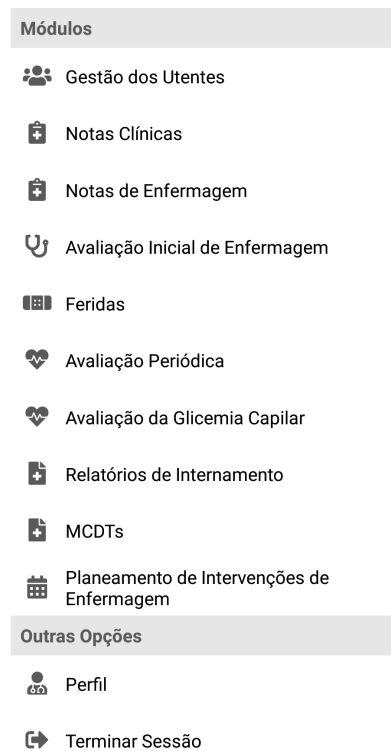 Módulos
Gestão dos Utentes
Notas Clínicas
Notas de Enfermagem
Avaliação Inicial de Enfermagem
Feridas
Avaliação Periódica
Avaliação da Glicemia Capilar
Relatórios de Internamento
MCDTs
Planeamento de Intervenções de
Enfermagem
Outras Opções
Perfil
Terminar Sessão